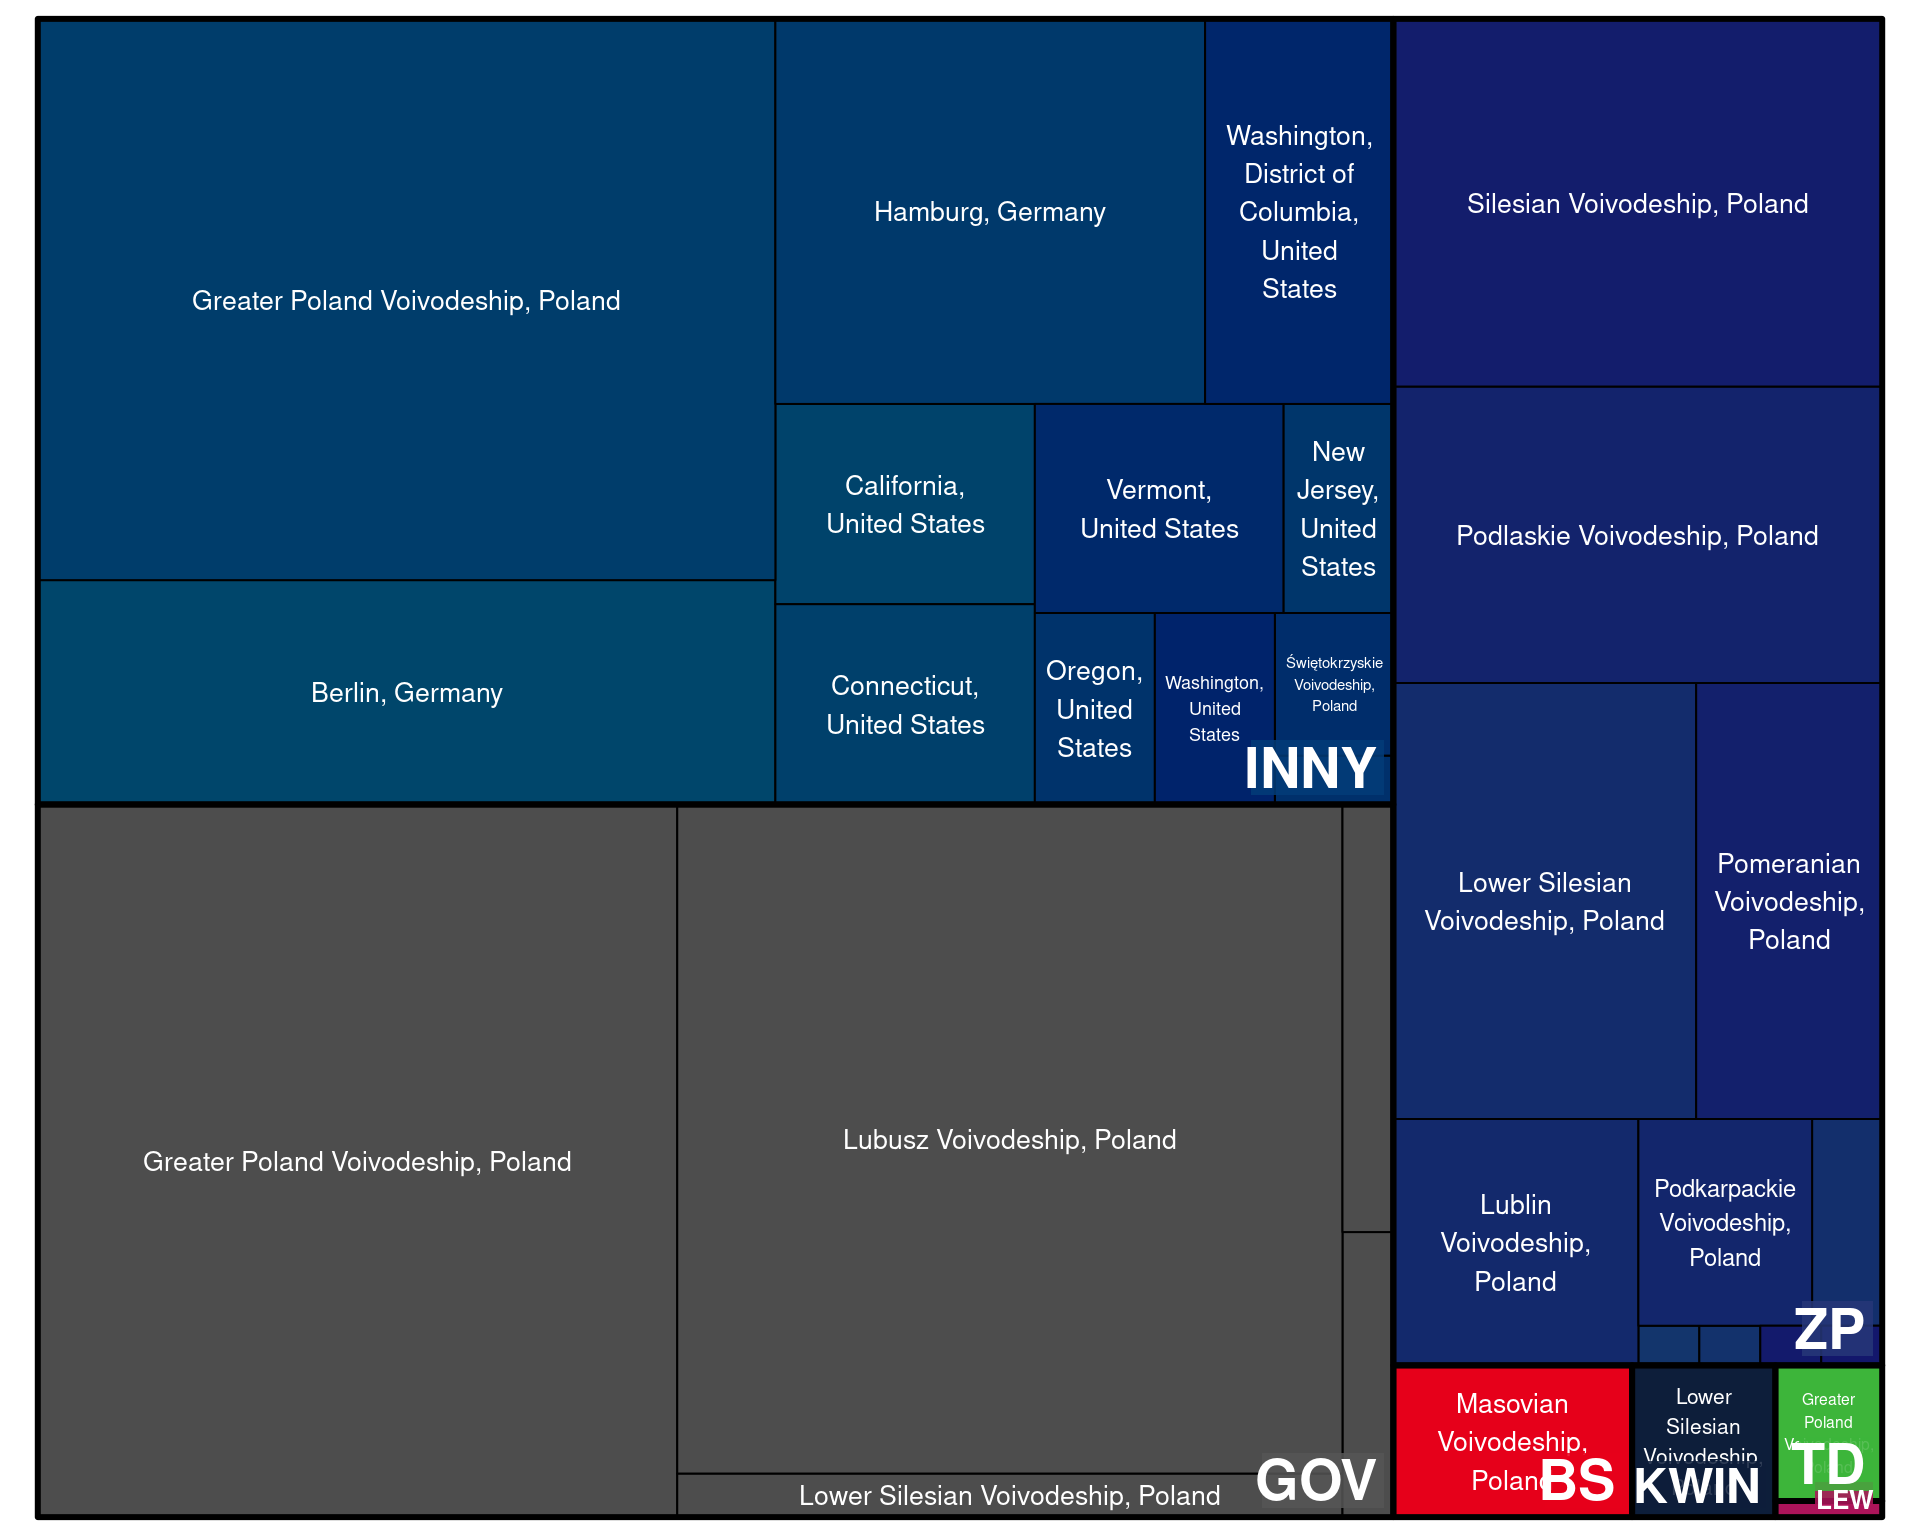 Greater Poland Voivodeship, Poland
Berlin, Germany
Hamburg, Germany
Washington,
District of
Columbia,
United
States
California,
United States
Connecticut,
United States
Vermont,
United States
New
Jersey,
United
States
Oregon,
United
States
Washington,
United
States
Świętokrzyskie
Voivodeship,
Poland
INNY
Greater Poland Voivodeship, Poland
Lubusz Voivodeship, Poland
Lower Silesian Voivodeship, Poland
GOV
Silesian Voivodeship, Poland
Podlaskie Voivodeship, Poland
Lower Silesian
Voivodeship, Poland
Pomeranian
Voivodeship,
Poland
Lublin
Voivodeship,
Poland
Podkarpackie
Voivodeship,
Poland
ZP
Masovian
Voivodeship,
Poland
BS
Lower
Silesian
Voivodeship,
KWIN
Greater
Poland
Voivodeship,
TD
LEW